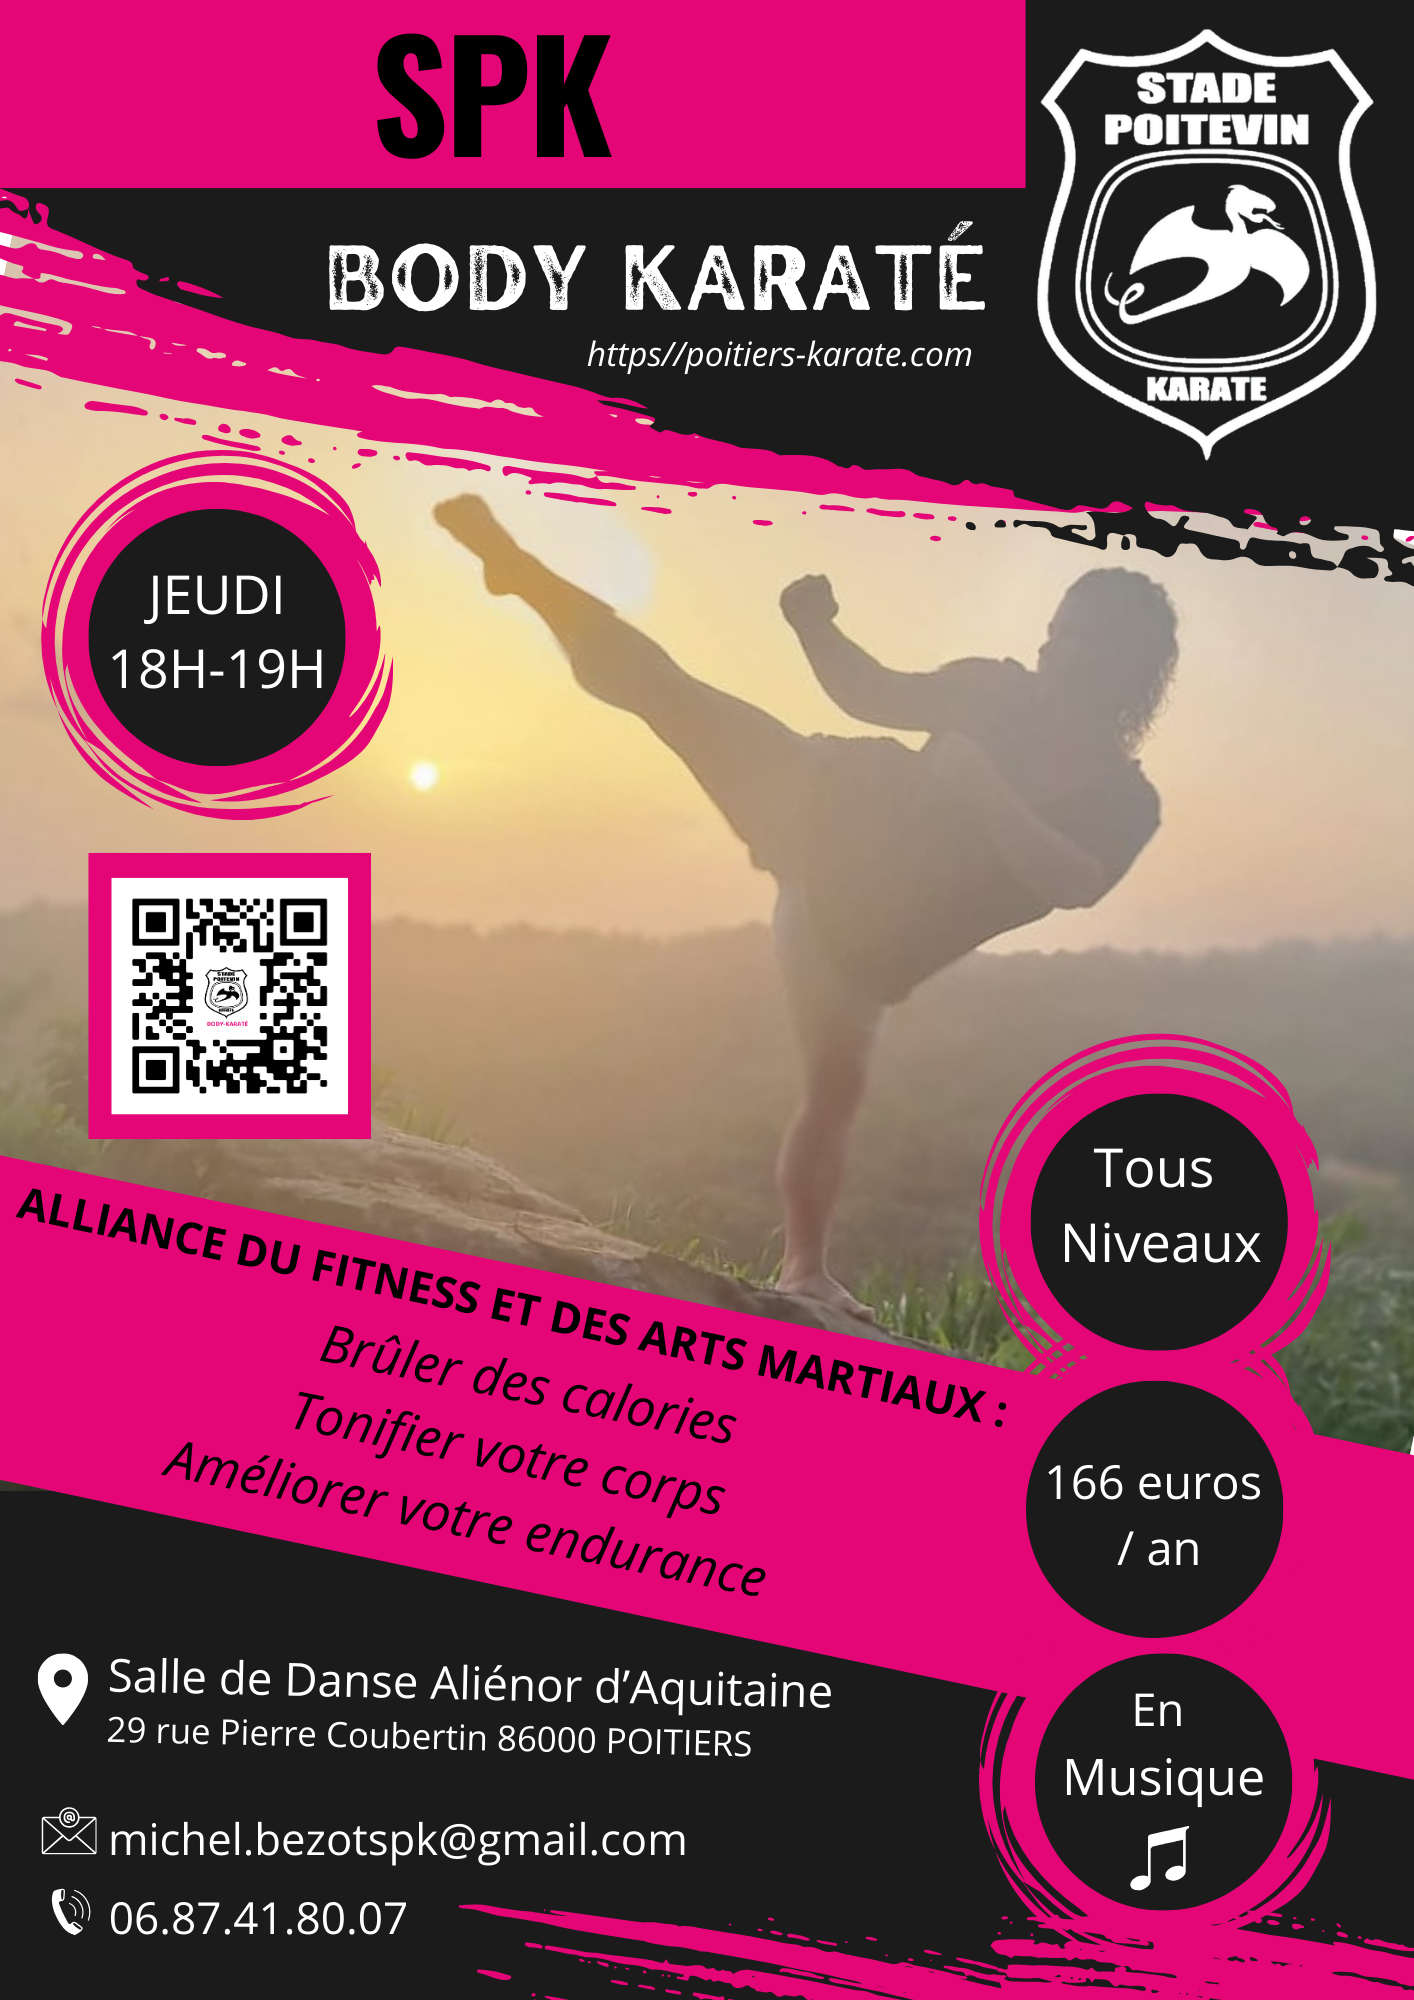 SPK
STADE
POITEVIN
KARATE
BODY KARATÉ
https//poitiers-karate.com
JEUDI
18H-19H
STADE
POITEVIN
KARATE
BODY-KARATÉ
Tous
Niveaux
ALLIANCE DU FITNESS ET DES ARTS MARTIAUX :
Brûler des calories
Tonifier votre corps
Améliorer votre endurance
166 euros
/ an
Salle de Danse Aliénor d’Aquitaine
29 rue Pierre Coubertin 86000 POITIERS
En
Musique
michel.bezotspk@gmail.com
06.87.41.80.07